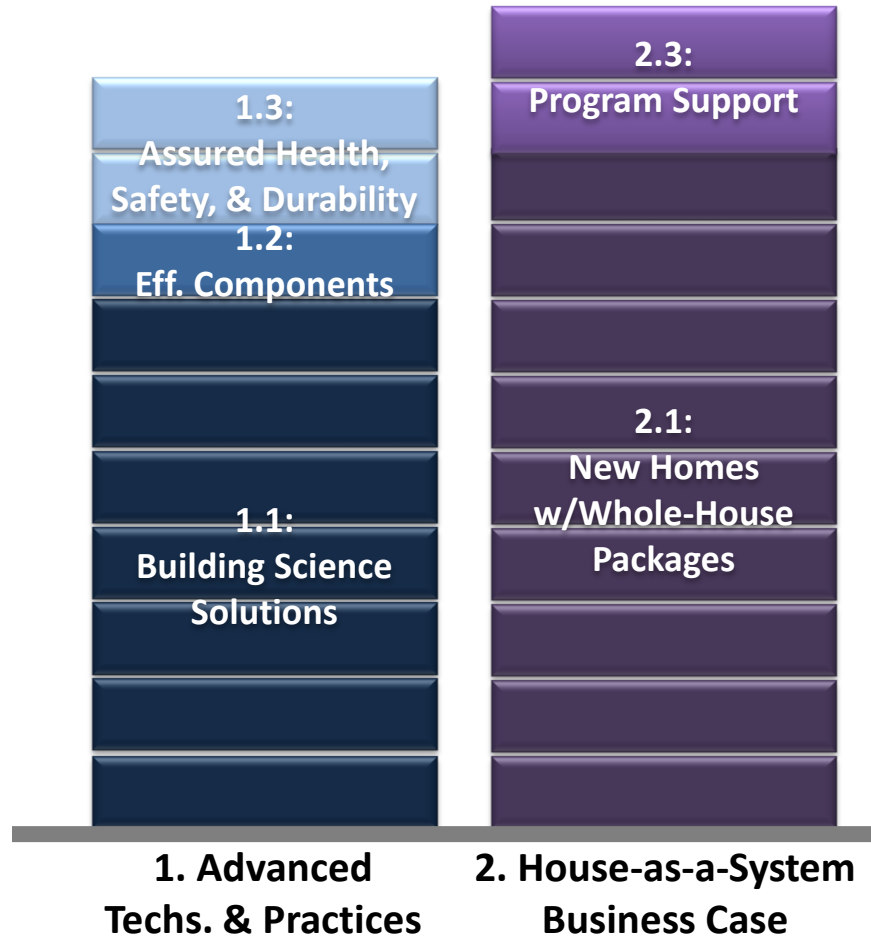 1.3:
Assured Health,
Safety, & Durability
1.2:
Eff. Components
1.1:
Building Science
Solutions
2.3:
Program Support
2.1:
New Homes
w/Whole-House
Packages
1. Advanced
Techs. & Practices
2. House-as-a-System
Business Case